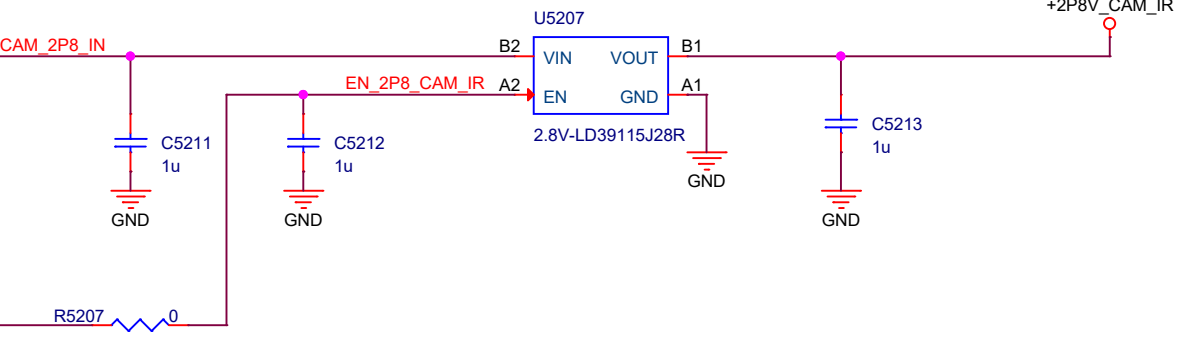 +2P8V_CAM_IR
U5207
CAM_2P8_IN
B2
VIN
VOUT
B1
EN_2P8_CAM_IR
A2
EN
GND
A1
2.8V-LD39115J28R
C5211
1u
C5212
1u
C5213
1u
GND
GND
GND
GND
R5207
0